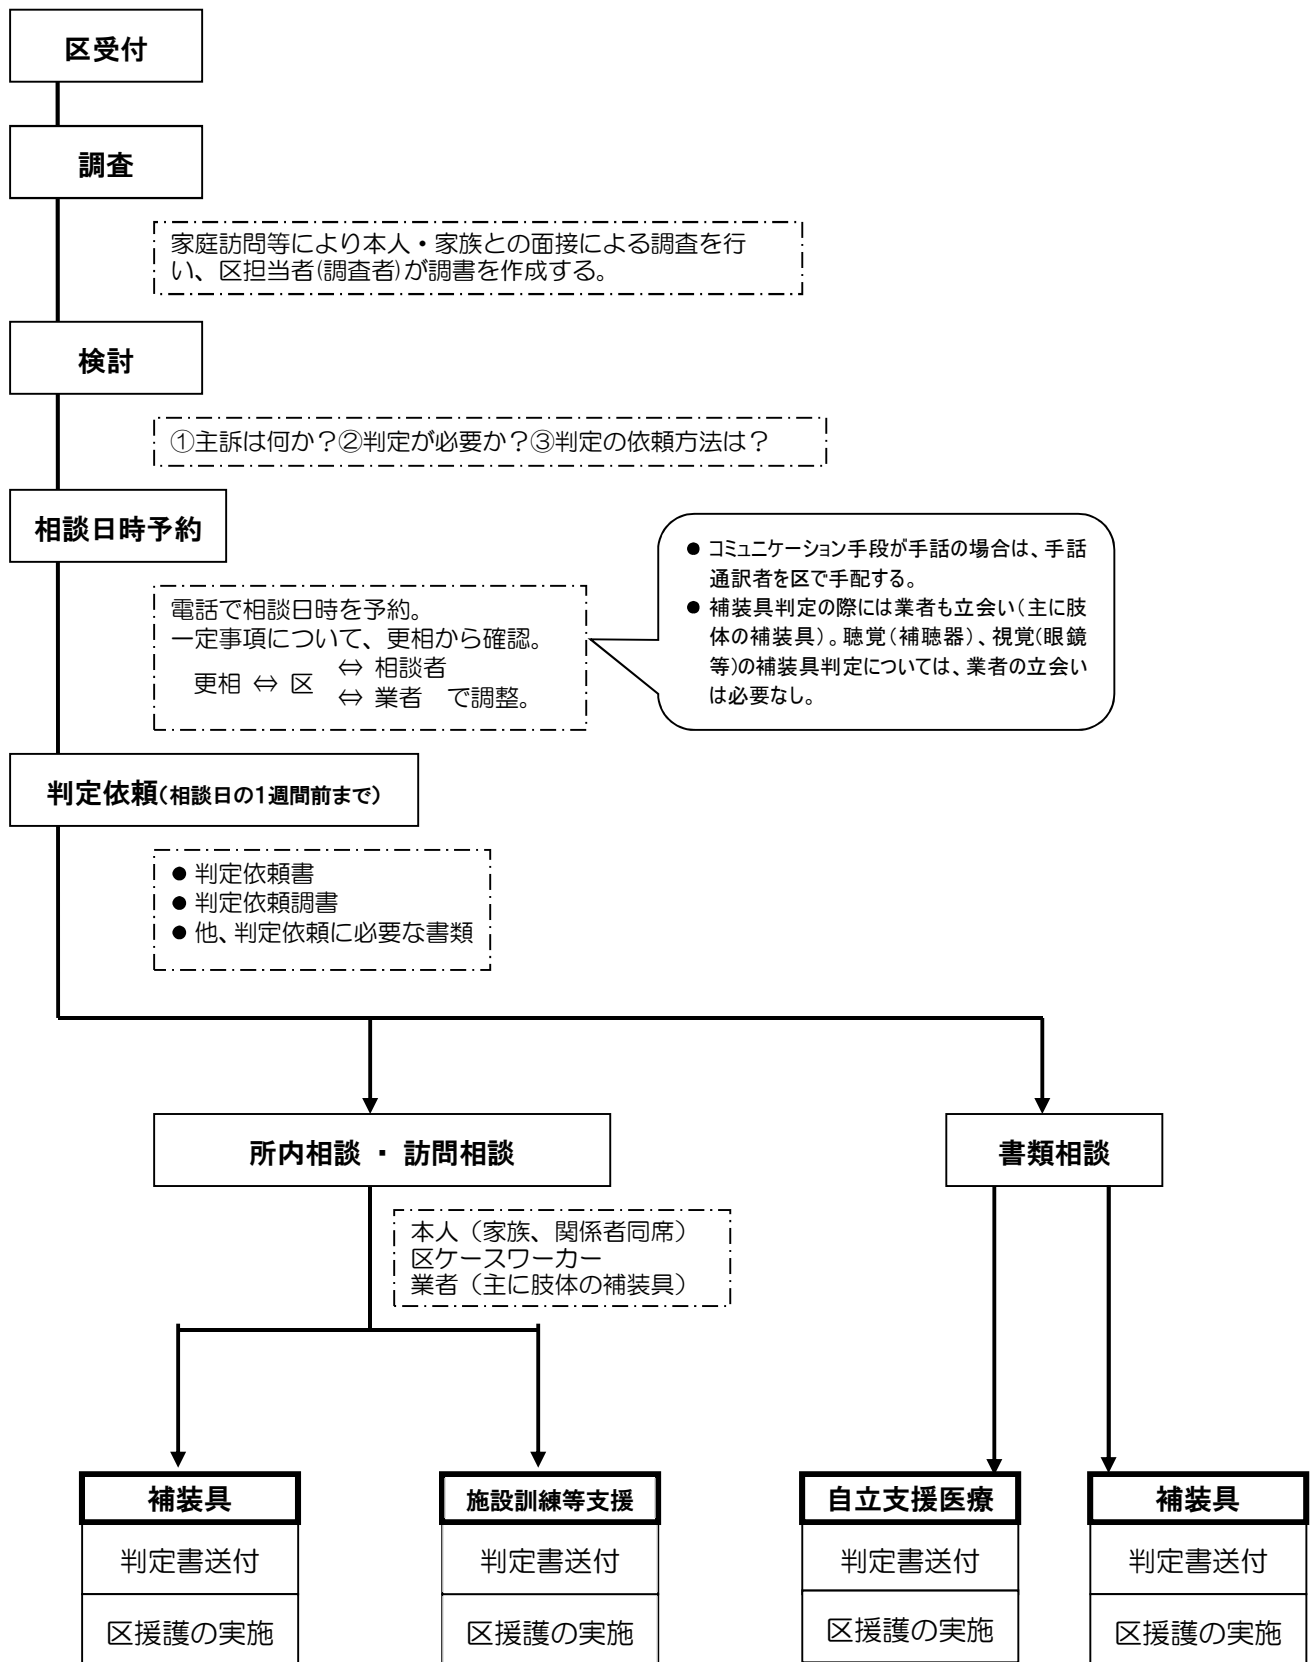 区受付
調査
家庭訪問等により本人・家族との面接による調査を行
い、区担当者(調査者)が調書を作成する。
検討
①主訴は何か？②判定が必要か？③判定の依頼方法は？
相談日時予約
電話で相談日時を予約。
一定事項について、更相から確認。
更相 ⇔ 区 ⇔ 相談者
⇔ 業者 で調整。
● コミュニケーション手段が手話の場合は、手話
通訳者を区で手配する。
● 補装具判定の際には業者も立会い（主に肢
体の補装具）。聴覚（補聴器）、視覚(眼鏡
等)の補装具判定については、業者の立会い
は必要なし。
判定依頼（相談日の1週間前まで）
● 判定依頼書
● 判定依頼調書
● 他、判定依頼に必要な書類
所内相談 ・ 訪問相談
書類相談
本人（家族、関係者同席）
区ケースワーカー
業者（主に肢体の補装具）
補装具
判定書送付
区援護の実施
施設訓練等支援
判定書送付
区援護の実施
自立支援医療
判定書送付
区援護の実施
補装具
判定書送付
区援護の実施